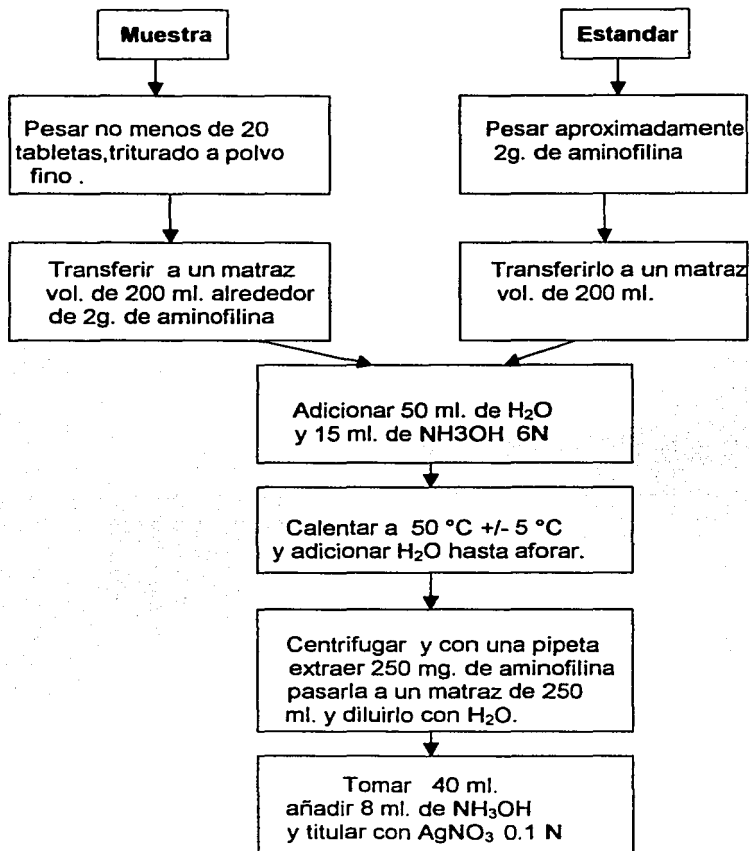 Muestra
Estandar
Pesar no menos de 20
tabletas,triturado a polvo
fino .
Pesar aproximadamente
2g. de aminofilina
Transferir a un matraz
vol. de 200 ml. alrededor
de 2g. de aminofilina
Transferirlo a un matraz
vol. de 200 ml.
Adicionar 50 ml. de H₂O
y 15 ml. de NH3OH 6N
Calentar a 50 °C +/- 5 °C
y adicionar H₂O hasta aforar.
Centrifugar y con una pipeta
extraer 250 mg. de aminofilina
pasarla a un matraz de 250
ml. y diluirlo con H₂O.
Tomar 40 ml.
añadir 8 ml. de NH₃OH
y titular con AgNO₃ 0.1 N